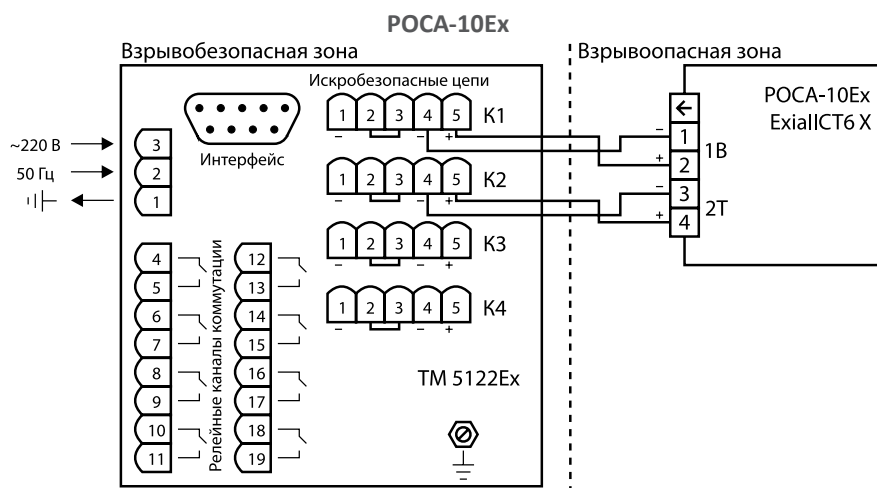 РОСА-10Ex
Взрывобезопасная зона
Взрывоопасная зона
Искробезопасные цепи
1 2 3 4 5 К1
– – +
Интерфейс
~220 В
50 Гц
3
2
1
1 2 3 4 5 К2
– – +
1 2 3 4 5 К3
– – +
1 2 3 4 5 К4
– – +
4
5
6
7
8
9
10
11
Релейные каналы коммутации
12
13
14
15
16
17
18
19
ТМ 5122Ex
РОСА-10Ex
ExiaIICT6 X
– 1
+ 2
1В
– 3
+ 4
2Т